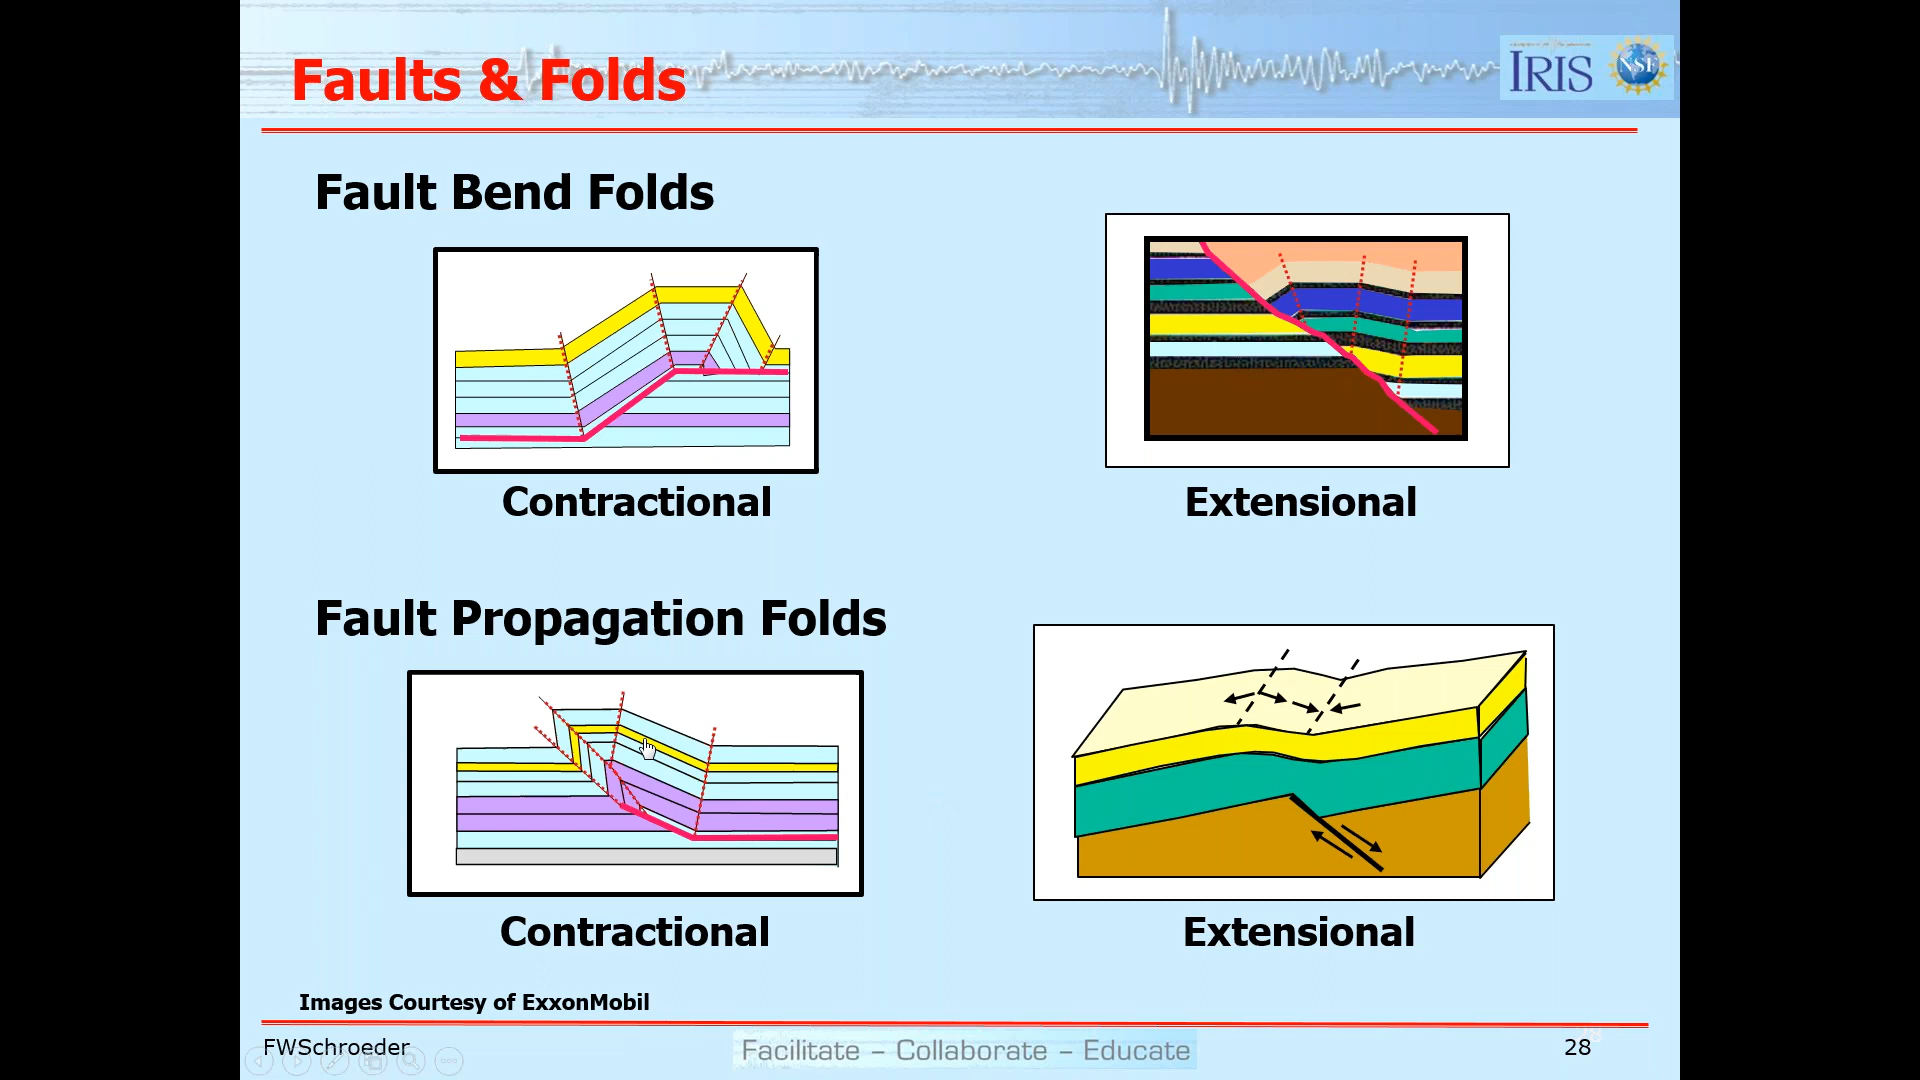 Faults & Folds
IRIS
NSF
Fault Bend Folds
Contractional
Extensional
Fault Propagation Folds
Contractional
Extensional
Images Courtesy of ExxonMobil
FWSchroeder
Facilitate – Collaborate – Educate
28